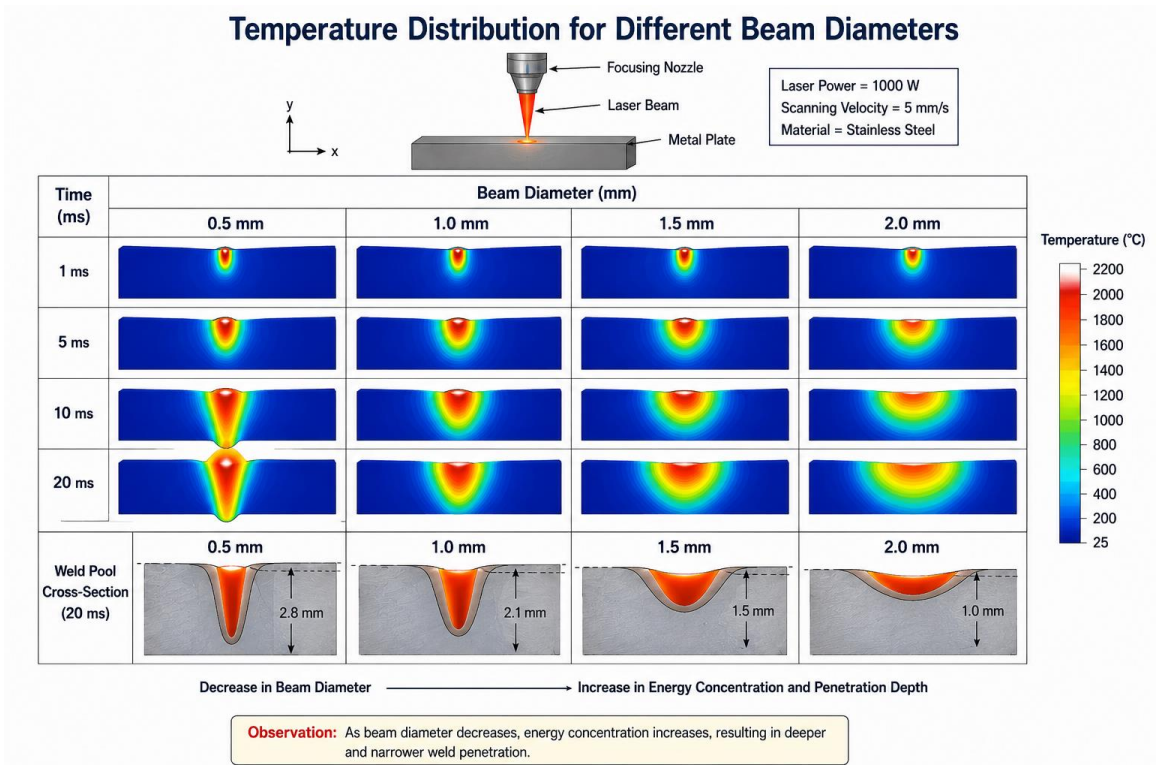 Temperature Distribution for Different Beam Diameters
Focusing Nozzle
Laser Beam
Metal Plate
y
x
Laser Power = 1000 W
Scanning Velocity = 5 mm/s
Material = Stainless Steel
Time
(ms)
Beam Diameter (mm)
0.5 mm
1.0 mm
1.5 mm
2.0 mm
1 ms
5 ms
10 ms
20 ms
Temperature (°C)
2200
2000
1800
1600
1400
1200
1000
800
600
400
200
25
Weld Pool
Cross-Section
(20 ms)
0.5 mm
1.0 mm
1.5 mm
2.0 mm
2.8 mm
2.1 mm
1.5 mm
1.0 mm
Decrease in Beam Diameter
Increase in Energy Concentration and Penetration Depth
Observation: As beam diameter decreases, energy concentration increases, resulting in deeper
and narrower weld penetration.